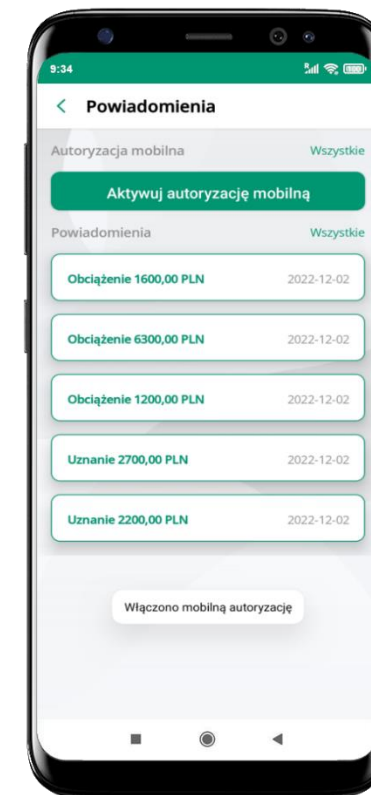 9:34
Powiadomienia
Autoryzacja mobilna Wszystkie
Aktywuj autoryzację mobilną
Powiadomienia Wszystkie
Obciążenie 1600,00 PLN 2022-12-02
Obciążenie 6300,00 PLN 2022-12-02
Obciążenie 1200,00 PLN 2022-12-02
Uznanie 2700,00 PLN 2022-12-02
Uznanie 2200,00 PLN 2022-12-02
Włączono mobilną autoryzację